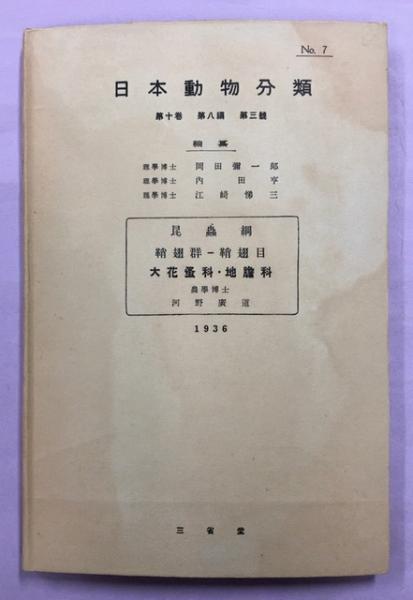 No. 7
日本動物分類
第十卷 第八編 第三號
編纂
理學博士 岡田彌一郎
理學博士 內田亨
理學博士 江崎悌三
昆蟲綱
鞘翅群－鞘翅目
大花蚤科・地膽科
農學博士
河野廣道
1936
三省堂